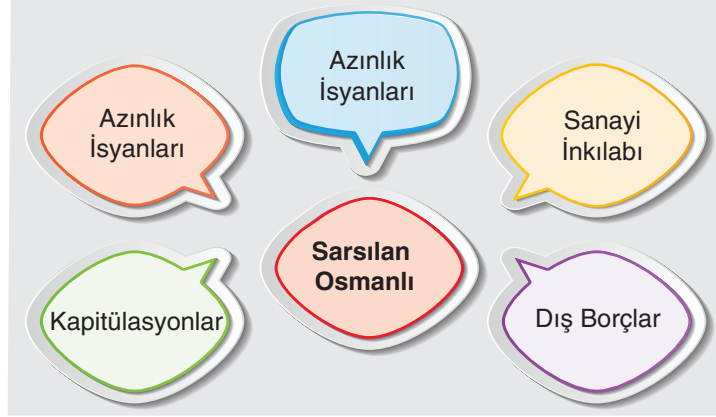 Azınlık
İsyanları
Azınlık
İsyanları
Sanayi
İnkılabı
Sarsılan
Osmanlı
Kapitülasyonlar
Dış Borçlar